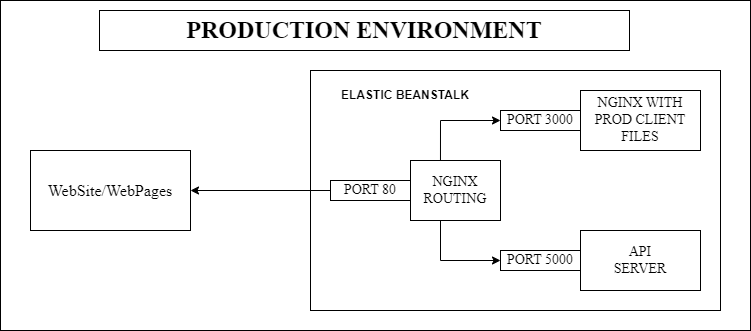 PRODUCTION ENVIRONMENT
ELASTIC BEANSTALK
PORT 3000
NGINX WITH
PROD CLIENT
FILES
WebSite/WebPages
PORT 80
NGINX
ROUTING
PORT 5000
API
SERVER